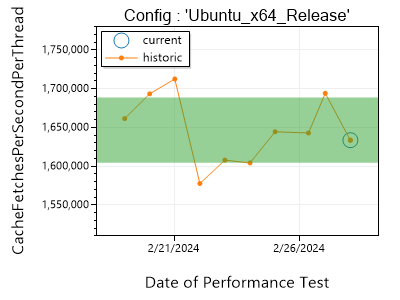 Config : 'Ubuntu_x64_Release'
CacheFetchesPerSecondPerThread
1,750,000
1,700,000
1,650,000
1,600,000
1,550,000
current
historic
2/21/2024
2/26/2024
Date of Performance Test